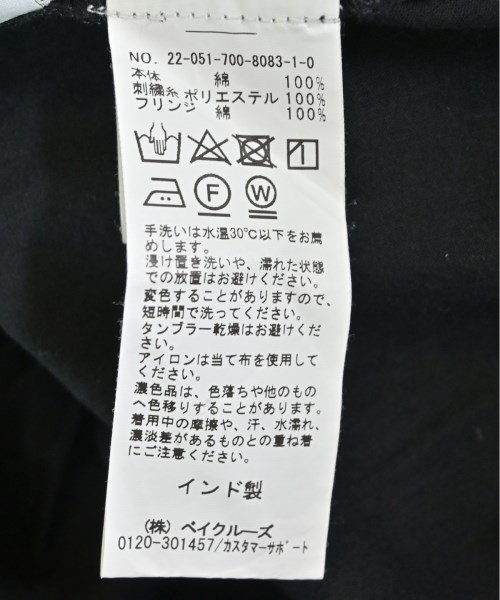 NO. 22-051-700-8083-1-0
本体 綿 100%
刺繍糸 ポリエステル 100%
フリンジ 綿 100%
F W
手洗いは水温30℃以下をお薦
めします。
浸け置き洗いや、濡れた状態
での放置はお避けください。
変色することがありますので、
短時間で洗ってください。
タンブラー乾燥はお避けくださ
い。
アイロンは当て布を使用して
ください。
濃色品は、色落ちや他のもの
へ色移りすることがあります。
着用中の摩擦や、汗、水濡れ、
濃淡差があるものとの重ね着
にご注意ください。
インド製
(株) ベイクルーズ
0120-301457/カスタマーサポート